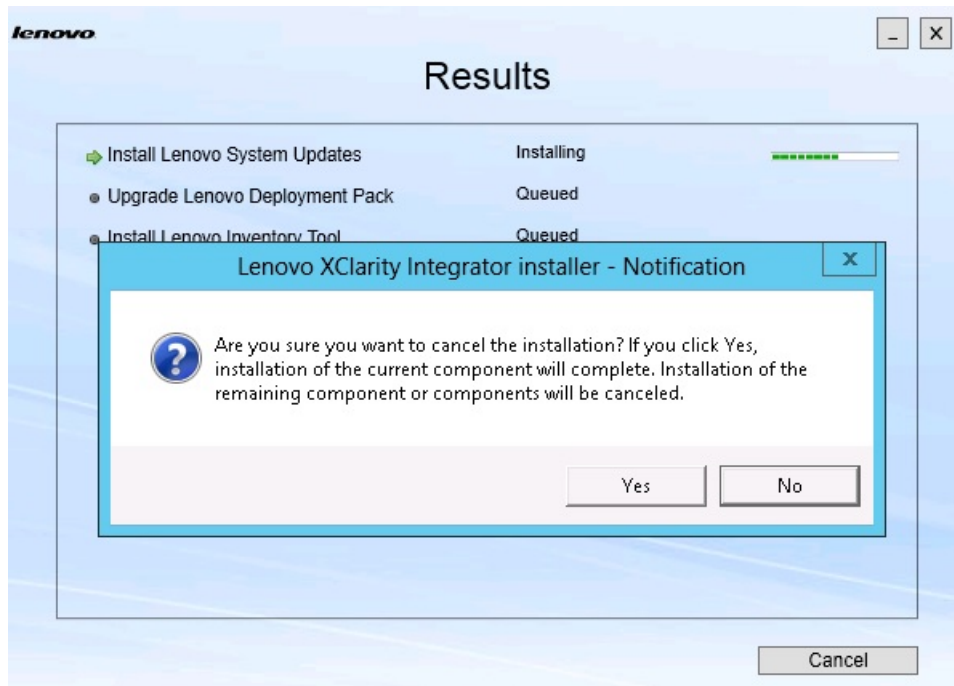 lenovo
Results
Install Lenovo System Updates Installing
Upgrade Lenovo Deployment Pack Queued
Install Lenovo Inventory Tool Queued
Lenovo XClarity Integrator installer - Notification
Are you sure you want to cancel the installation? If you click Yes,
installation of the current component will complete. Installation of the
remaining component or components will be canceled.
Yes No
Cancel